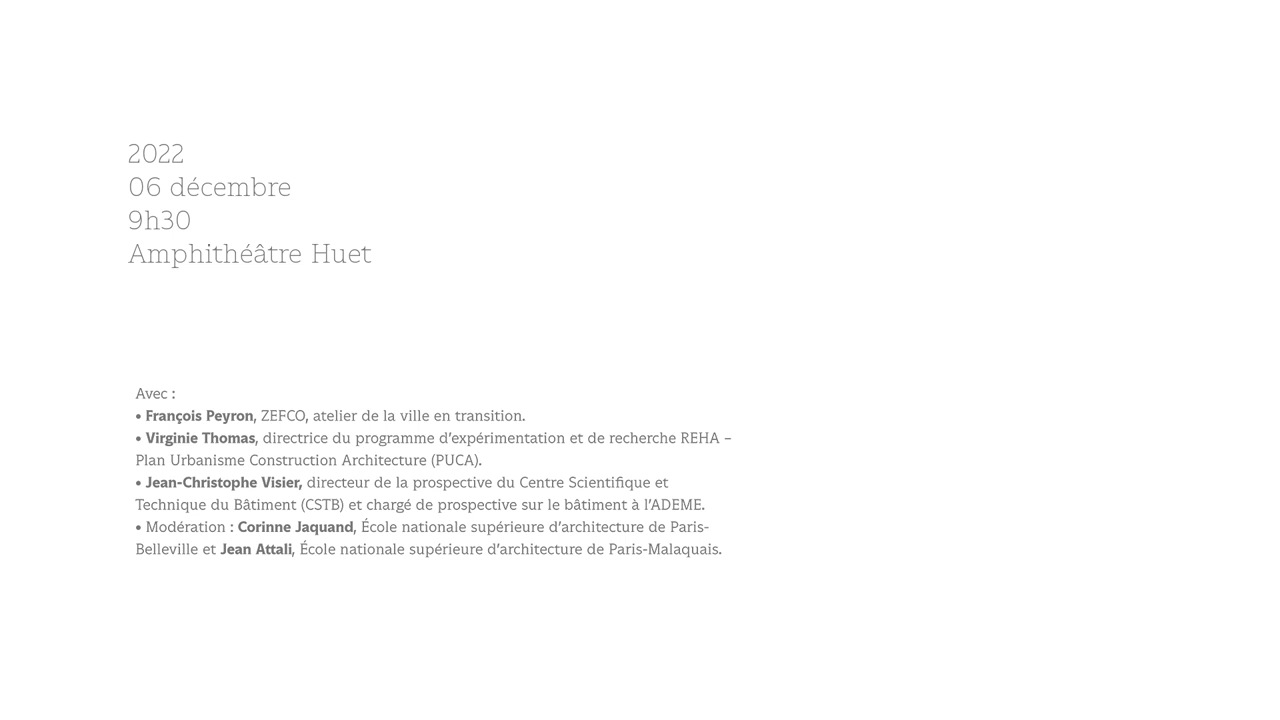 2022
06 décembre
9h30
Amphithéâtre Huet
Avec :
• François Peyron, ZEFCO, atelier de la ville en transition.
• Virginie Thomas, directrice du programme d’expérimentation et de recherche REHA –
Plan Urbanisme Construction Architecture (PUCA).
• Jean-Christophe Visier, directeur de la prospective du Centre Scientifique et
Technique du Bâtiment (CSTB) et chargé de prospective sur le bâtiment à l’ADEME.
• Modération : Corinne Jaquand, École nationale supérieure d’architecture de Paris-
Belleville et Jean Attali, École nationale supérieure d’architecture de Paris-Malaquais.